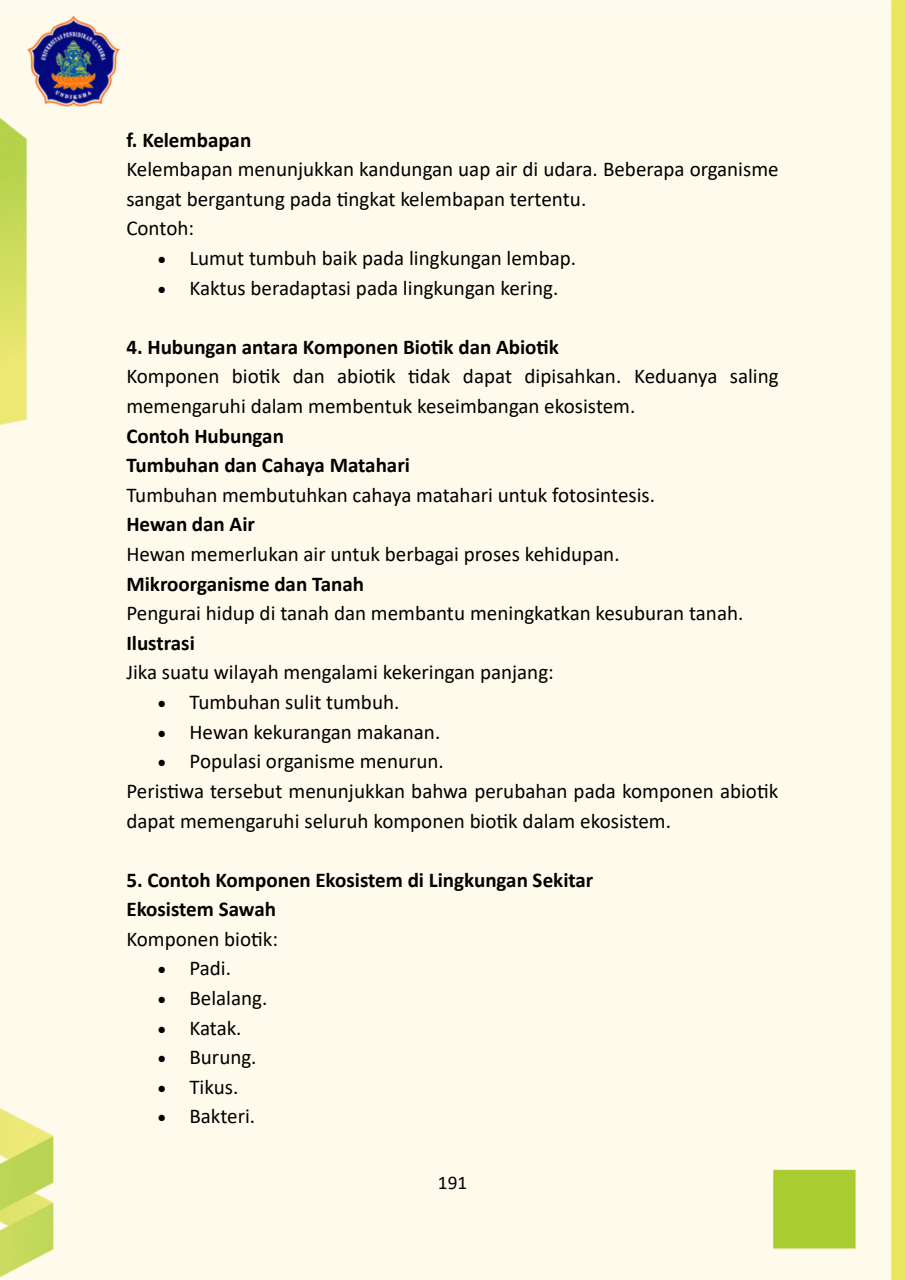 UNIVERSITAS PENDIDIKAN GANESHA
UNDIKSHA
f. Kelembapan
Kelembapan menunjukkan kandungan uap air di udara. Beberapa organisme
sangat bergantung pada tingkat kelembapan tertentu.
Contoh:
• Lumut tumbuh baik pada lingkungan lembap.
• Kaktus beradaptasi pada lingkungan kering.
4. Hubungan antara Komponen Biotik dan Abiotik
Komponen biotik dan abiotik tidak dapat dipisahkan. Keduanya saling
memengaruhi dalam membentuk keseimbangan ekosistem.
Contoh Hubungan
Tumbuhan dan Cahaya Matahari
Tumbuhan membutuhkan cahaya matahari untuk fotosintesis.
Hewan dan Air
Hewan memerlukan air untuk berbagai proses kehidupan.
Mikroorganisme dan Tanah
Pengurai hidup di tanah dan membantu meningkatkan kesuburan tanah.
Ilustrasi
Jika suatu wilayah mengalami kekeringan panjang:
• Tumbuhan sulit tumbuh.
• Hewan kekurangan makanan.
• Populasi organisme menurun.
Peristiwa tersebut menunjukkan bahwa perubahan pada komponen abiotik
dapat memengaruhi seluruh komponen biotik dalam ekosistem.
5. Contoh Komponen Ekosistem di Lingkungan Sekitar
Ekosistem Sawah
Komponen biotik:
• Padi.
• Belalang.
• Katak.
• Burung.
• Tikus.
• Bakteri.
191